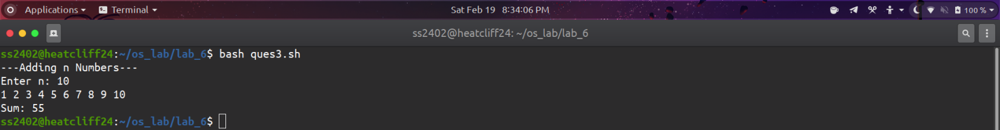 Applications Terminal Sat Feb 19 8:34:06 PM 100 %
ss2402@heatcliff24: ~/os_lab/lab_6
ss2402@heatcliff24:~/os_lab/lab_6$ bash ques3.sh
---Adding n Numbers---
Enter n: 10
1 2 3 4 5 6 7 8 9 10
Sum: 55
ss2402@heatcliff24:~/os_lab/lab_6$